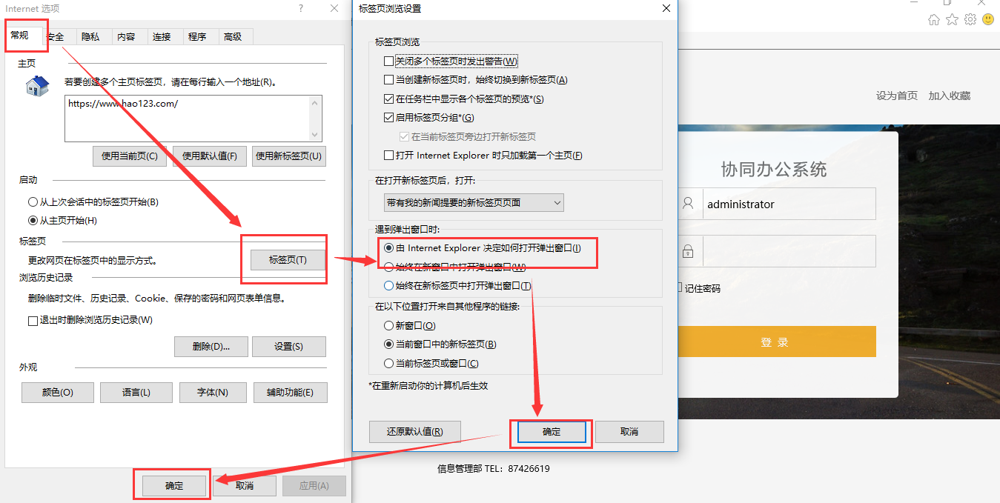 Internet 选项
常规 安全 隐私 内容 连接 程序 高级
主页
若要创建多个主页标签页，请在每行输入一个地址(R)。
https://www.hao123.com/
使用当前页(C) 使用默认值(F) 使用新标签页(U)
启动
从上次会话中的标签页开始(B)
从主页开始(H)
标签页
更改网页在标签页中的显示方式。
标签页(T)
浏览历史记录
删除临时文件、历史记录、Cookie、保存的密码和网页表单信息。
退出时删除浏览历史记录(W)
删除(D)... 设置(S)
外观
颜色(O) 语言(L) 字体(N) 辅助功能(E)
确定 取消 应用(A)
标签页浏览设置
标签页浏览
关闭多个标签页时发出警告(W)
当创建新标签页时，始终切换到新标签页(A)
在任务栏中显示各个标签页的预览*(S)
启用标签页分组*(G)
在当前标签页旁边打开新标签页
打开 Internet Explorer 时只加载第一个主页(F)
在打开新标签页后，打开:
带有我的新闻提要的新标签页页面
遇到弹出窗口时:
由 Internet Explorer 决定如何打开弹出窗口(I)
始终在新窗口中打开弹出窗口(W)
始终在新标签页中打开弹出窗口(T)
在以下位置打开来自其他程序的链接:
新窗口(O)
当前窗口中的新标签页(B)
当前标签页或窗口(C)
*在重新启动你的计算机后生效
还原默认值(R) 确定 取消
设为首页 加入收藏
协同办公系统
administrator
记住密码
登 录
信息管理部 TEL：87426619